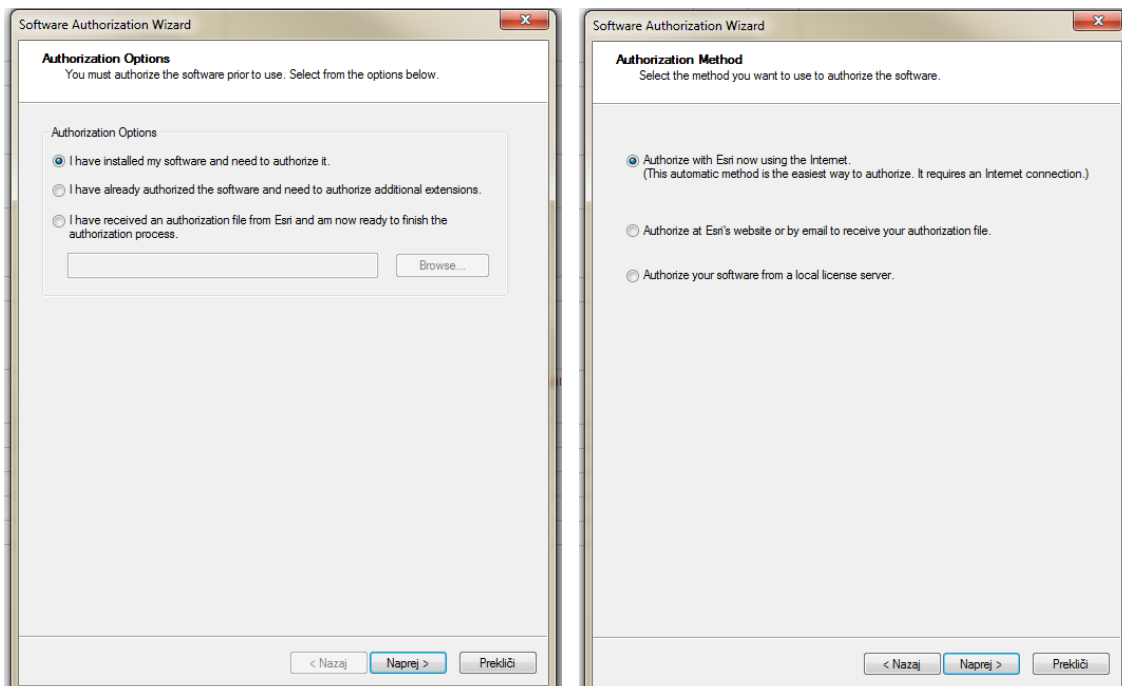 Software Authorization Wizard
Authorization Options
You must authorize the software prior to use. Select from the options below.
Authorization Options
I have installed my software and need to authorize it.
I have already authorized the software and need to authorize additional extensions.
I have received an authorization file from Esri and am now ready to finish the
authorization process.
Browse...
< Nazaj
Naprej >
Prekliči
Software Authorization Wizard
Authorization Method
Select the method you want to use to authorize the software.
Authorize with Esri now using the Internet.
(This automatic method is the easiest way to authorize. It requires an Internet connection.)
Authorize at Esri's website or by email to receive your authorization file.
Authorize your software from a local license server.
< Nazaj
Naprej >
Prekliči